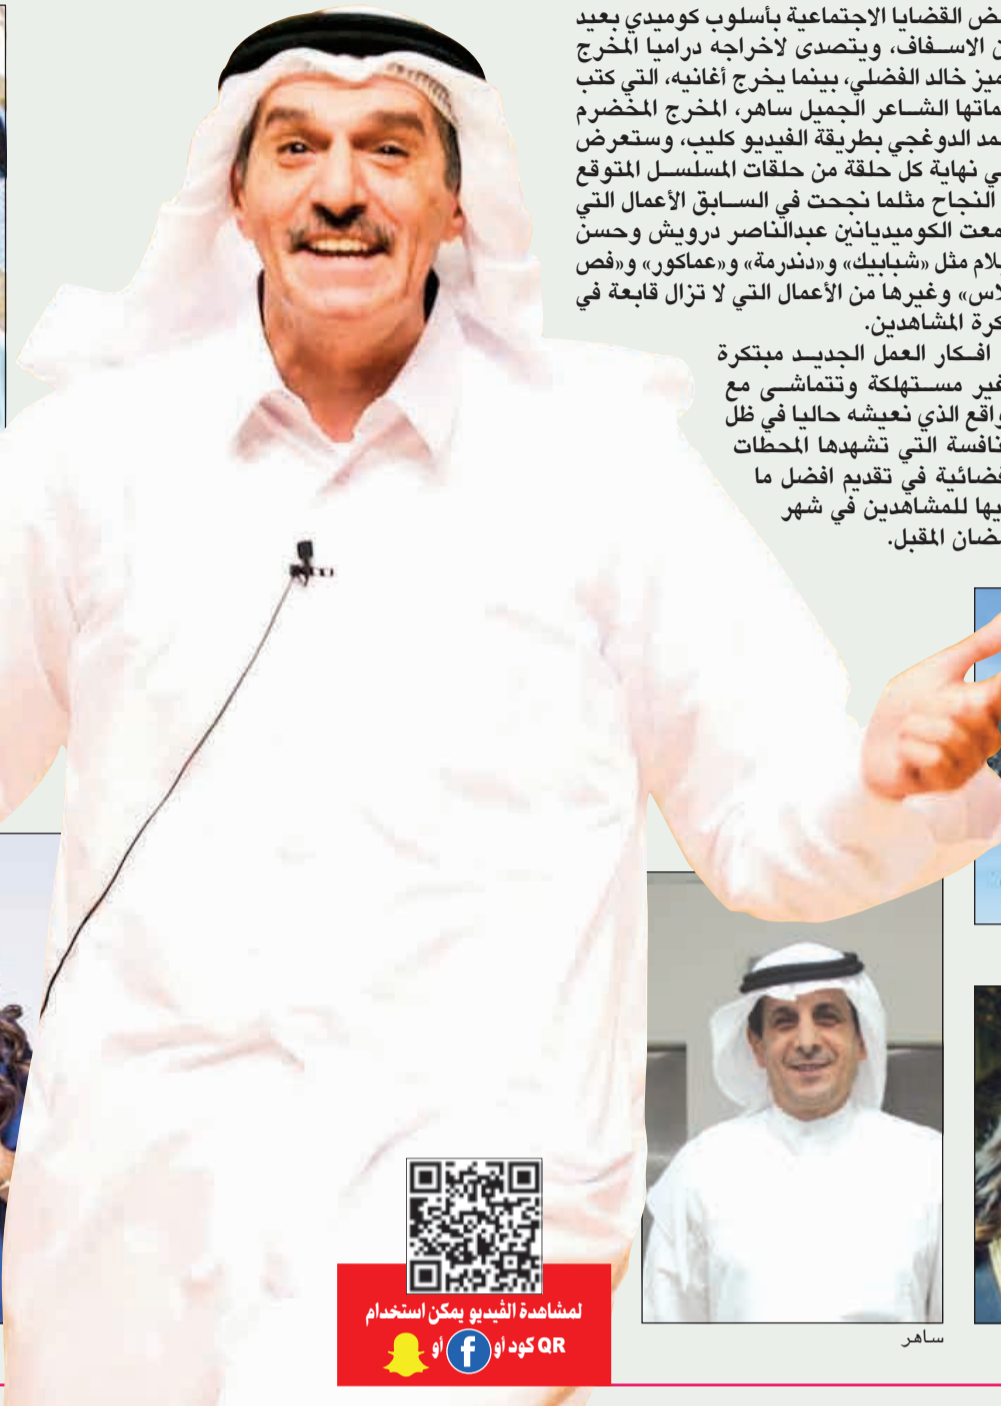 ض القضايا الاجتماعية بأسلوب كوميدي بعيد
ن الاسفاف، ويتصدى لاخراجه دراميا المخرج
ميز خالد الفضلي، بينما يخرج أغانيه، التي كتب
ماتها الشاعر الجميل ساهر، المخرج المخضرم
مد الدوغجي بطريقة الفيديو كليب، وستعرض
ي نهاية كل حلقة من حلقات المسلسل المتوقع
النجاح مثلما نجحت في السابق الأعمال التي
معت الكوميديانين عبدالناصر درويش وحسن
لام مثل «شبابيك» و«دندرمة» و«عماكور» و«فص
لاس» وغيرها من الأعمال التي لا تزال قابعة في
كرة المشاهدين.
افكار العمل الجديد مبتكرة
غير مستهلكة وتتماشى مع
واقع الذي نعيشه حاليا في ظل
نافسة التي تشهدها المحطات
فضائية في تقديم افضل ما
يها للمشاهدين في شهر
ضان المقبل.
ساهر
لمشاهدة الڤيديو يمكن استخدام
QR كود أو f أو